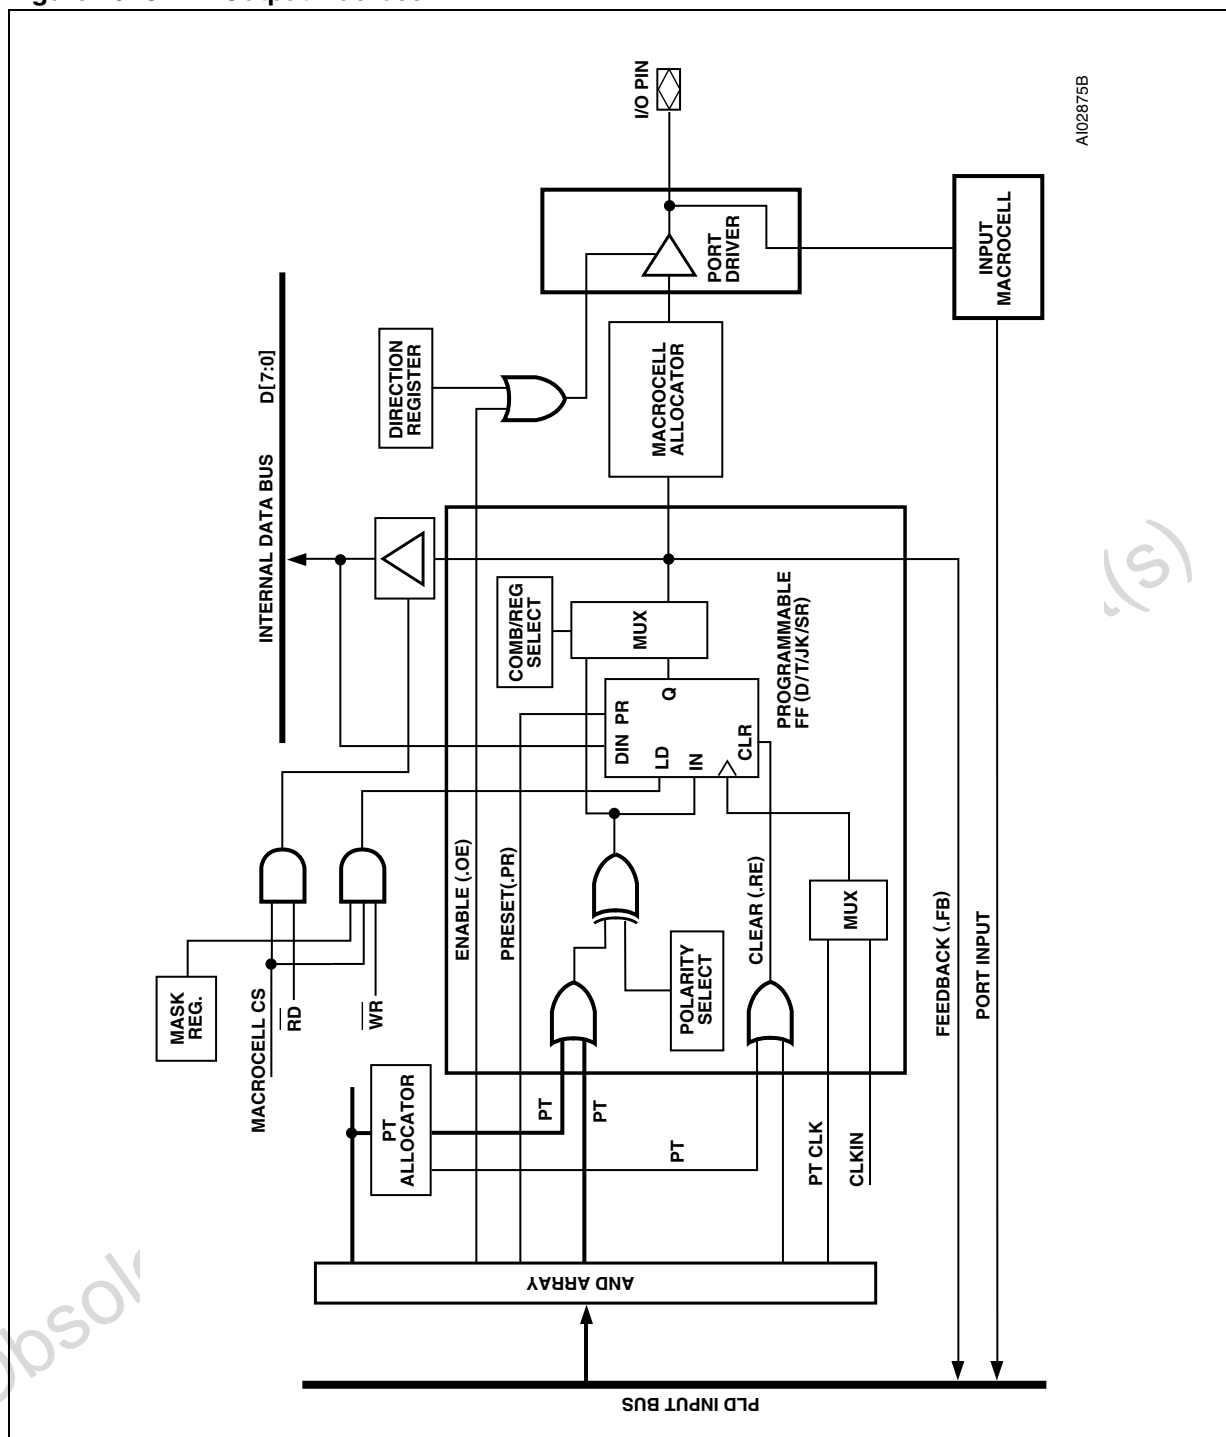 AI02875B
I/O PIN
PORT
DRIVER
INPUT
MACROCELL
INTERNAL DATA BUS D[7:0]
DIRECTION
REGISTER
MACROCELL
ALLOCATOR
COMB/REG
SELECT
MUX
PROGRAMMABLE
FF (D/T/JK/SR)
DIN PR
LD
Q
IN
CLR
ENABLE (.OE)
PRESET(.PR)
CLEAR (.RE)
MUX
POLARITY
SELECT
FEEDBACK (.FB)
PORT INPUT
MASK
REG.
MACROCELL CS
RD
WR
PT
ALLOCATOR
PT
PT
PT
PT CLK
CLKIN
AND ARRAY
PLD INPUT BUS